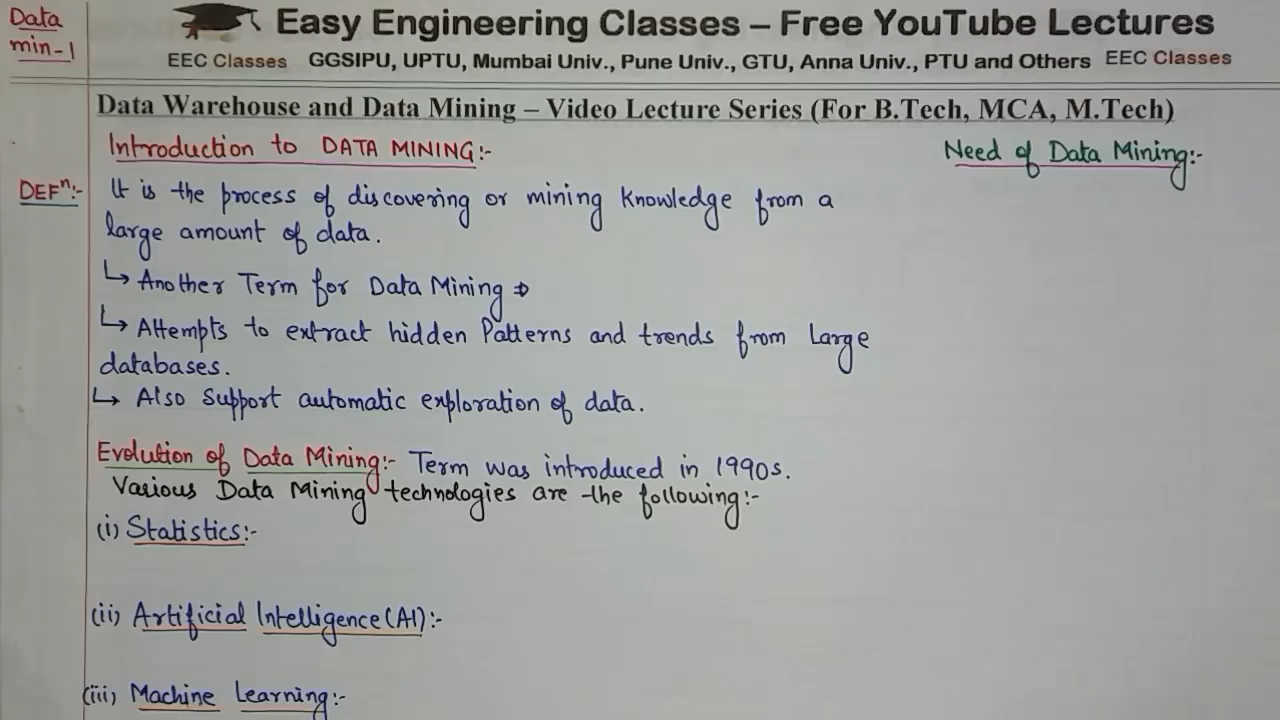 Data
min-1
Easy Engineering Classes – Free YouTube Lectures
EEC Classes GGSIPU, UPTU, Mumbai Univ., Pune Univ., GTU, Anna Univ., PTU and Others EEC Classes
Data Warehouse and Data Mining – Video Lecture Series (For B.Tech, MCA, M.Tech)
Introduction to DATA MINING:-
Need of Data Mining:-
DEFⁿ:- It is the process of discovering or mining knowledge from a
large amount of data.
↳ Another Term for Data Mining ⇒
↳ Attempts to extract hidden Patterns and trends from Large
databases.
↳ Also Support automatic exploration of data.
Evolution of Data Mining:- Term was introduced in 1990s.
Various Data Mining technologies are the following:-
(i) Statistics:-
(ii) Artificial Intelligence(AI):-
(iii) Machine Learning:-